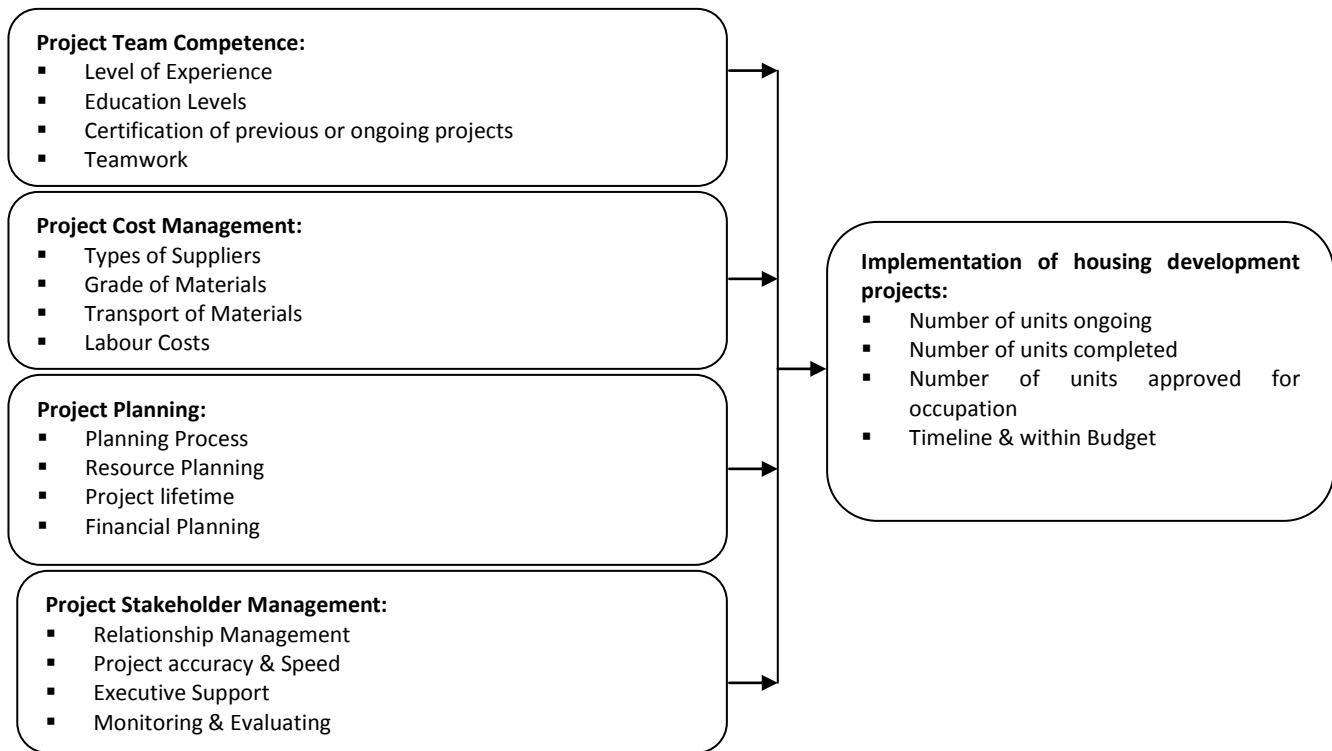 Project Team Competence:
▪ Level of Experience
▪ Education Levels
▪ Certification of previous or ongoing projects
▪ Teamwork
Project Cost Management:
▪ Types of Suppliers
▪ Grade of Materials
▪ Transport of Materials
▪ Labour Costs
Project Planning:
▪ Planning Process
▪ Resource Planning
▪ Project lifetime
▪ Financial Planning
Project Stakeholder Management:
▪ Relationship Management
▪ Project accuracy & Speed
▪ Executive Support
▪ Monitoring & Evaluating
Implementation of housing development
projects:
▪ Number of units ongoing
▪ Number of units completed
▪ Number of units approved for
occupation
▪ Timeline & within Budget